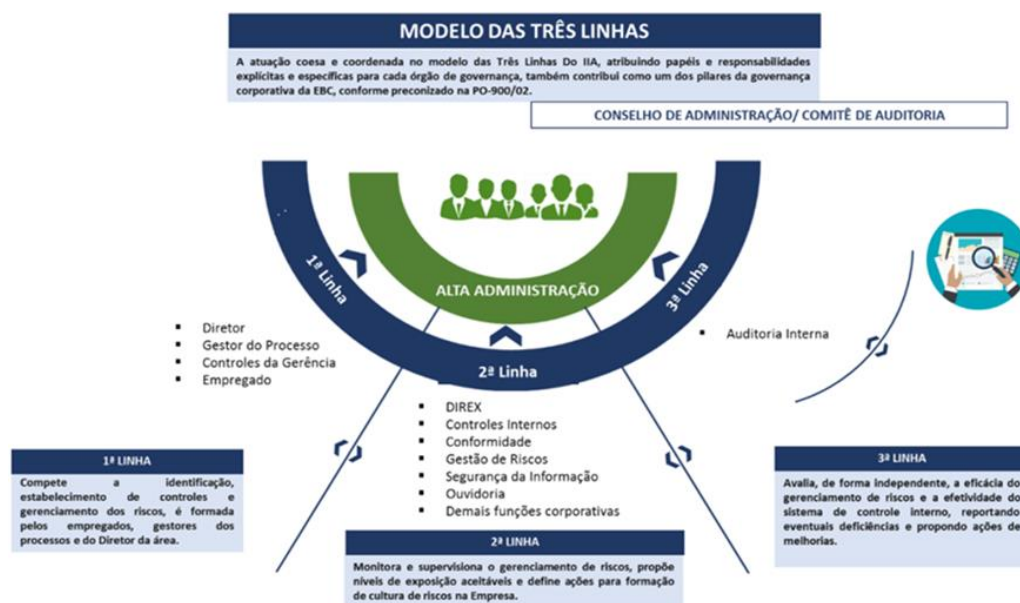 MODELO DAS TRÊS LINHAS
A atuação coesa e coordenada no modelo das Três Linhas Do IIA, atribuindo papéis e responsabilidades
explícitas e específicas para cada órgão de governança, também contribui como um dos pilares da governança
corporativa da EBC, conforme preconizado na PO-900/02.
CONSELHO DE ADMINISTRAÇÃO/ COMITÊ DE AUDITORIA
1ª Linha
ALTA ADMINISTRAÇÃO
3ª Linha
2ª Linha
▪ Diretor
▪ Gestor do Processo
▪ Controles da Gerência
▪ Empregado
▪ DIREX
▪ Controles Internos
▪ Conformidade
▪ Gestão de Riscos
▪ Segurança da Informação
▪ Ouvidoria
▪ Demais funções corporativas
▪ Auditoria Interna
1ª LINHA
Compete a identificação,
estabelecimento de controles e
gerenciamento dos riscos, é formada
pelos empregados, gestores dos
processos e do Diretor da área.
2ª LINHA
Monitora e supervisiona o gerenciamento de riscos, propõe
níveis de exposição aceitáveis e define ações para formação
de cultura de riscos na Empresa.
3ª LINHA
Avalia, de forma independente, a eficácia do
gerenciamento de riscos e a efetividade do
sistema de controle interno, reportando
eventuais deficiências e propondo ações de
melhorias.